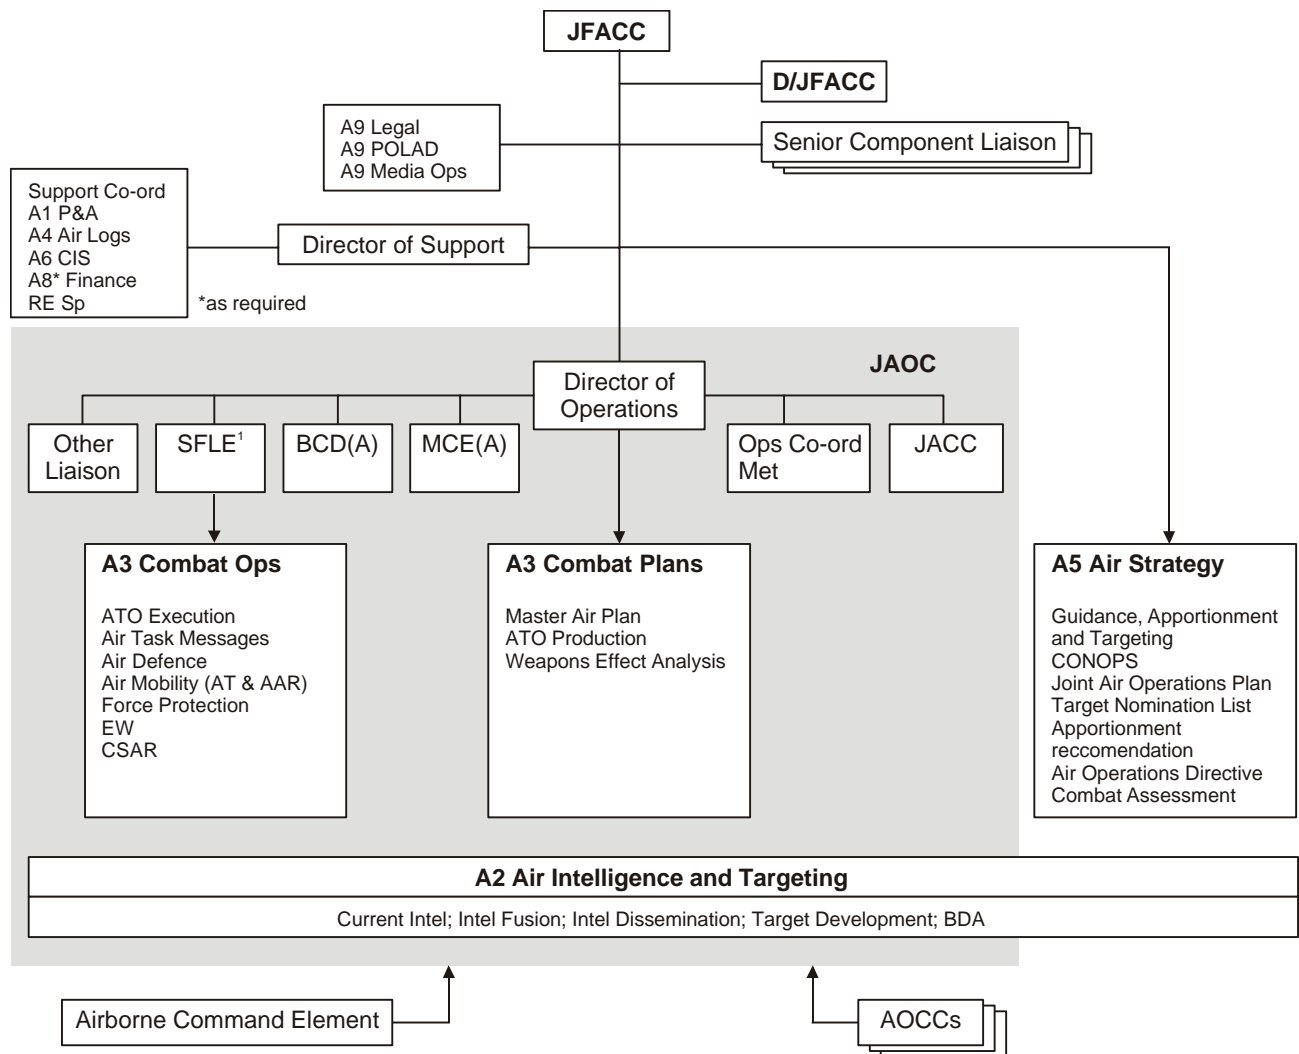 JFACC
D/JFACC
A9 Legal
A9 POLAD
A9 Media Ops
Senior Component Liaison
Support Co-ord
A1 P&A
A4 Air Logs
A6 CIS
A8* Finance
RE Sp
Director of Support
*as required
JAOC
Director of
Operations
Other
Liaison
SFLE¹
BCD(A)
MCE(A)
Ops Co-ord
Met
JACC
A3 Combat Ops
ATO Execution
Air Task Messages
Air Defence
Air Mobility (AT & AAR)
Force Protection
EW
CSAR
A3 Combat Plans
Master Air Plan
ATO Production
Weapons Effect Analysis
A5 Air Strategy
Guidance, Apportionment
and Targeting
CONOPS
Joint Air Operations Plan
Target Nomination List
Apportionment
reccomendation
Air Operations Directive
Combat Assessment
A2 Air Intelligence and Targeting
Current Intel; Intel Fusion; Intel Dissemination; Target Development; BDA
Airborne Command Element
AOCCs